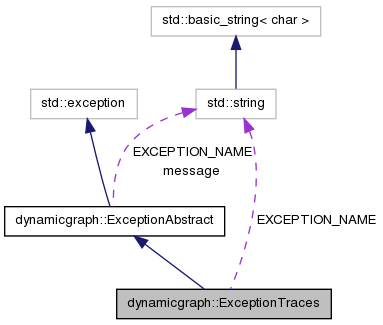 std::basic_string< char >
std::exception
std::string
EXCEPTION_NAME
message
dynamicgraph::ExceptionAbstract
EXCEPTION_NAME
dynamicgraph::ExceptionTraces